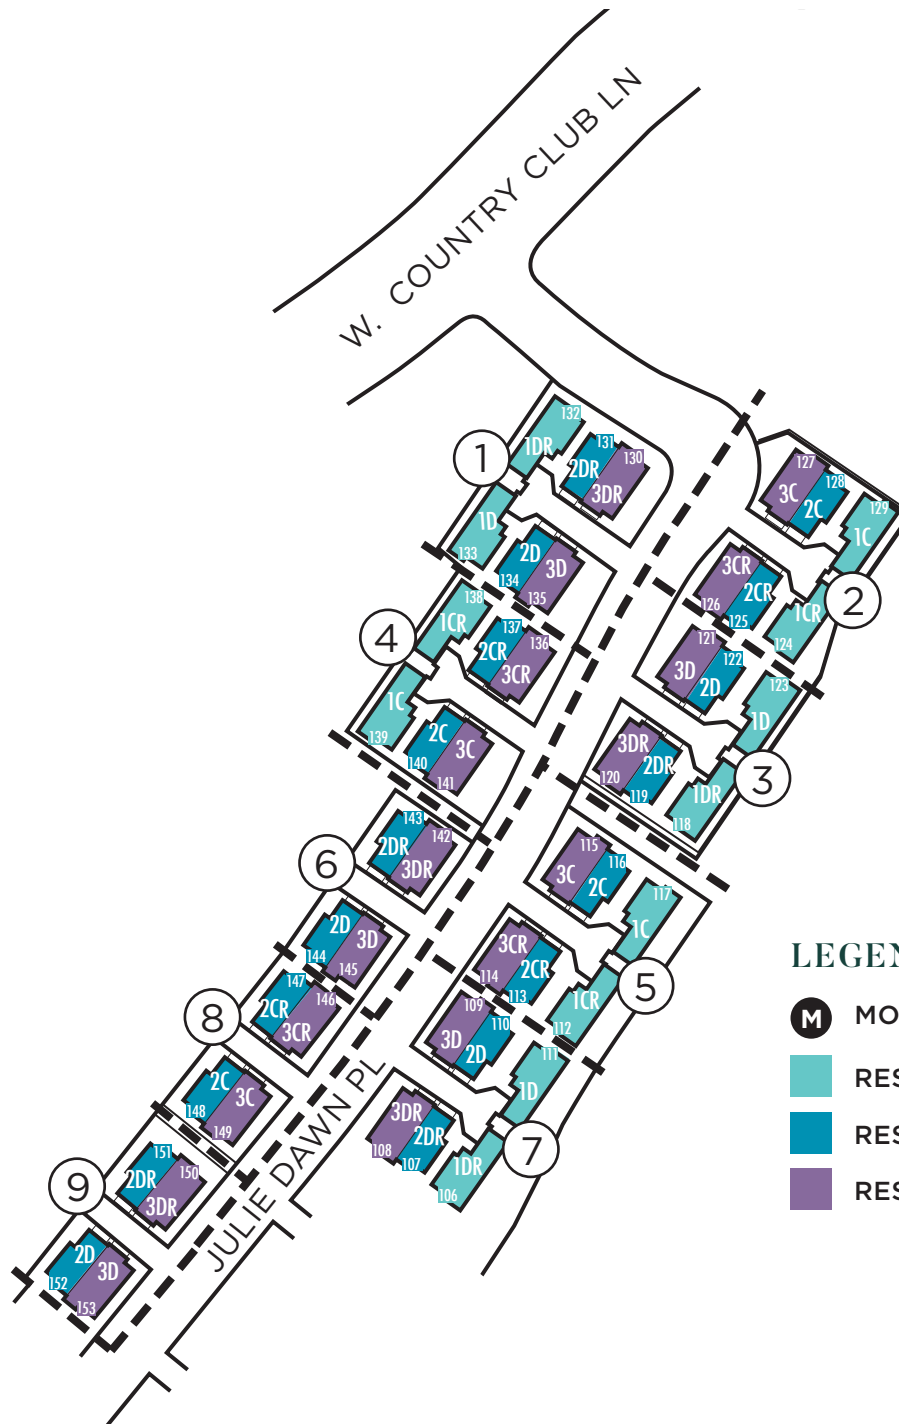 W. COUNTRY CLUB LN
132
1DR
131
2DR
130
3DR
1
1D
133
2D
134
3D
135
127
3C
128
2C
129
1C
3CR
126
2CR
125
1CR
124
2
138
1CR
137
2CR
136
3CR
4
1C
139
2C
140
3C
141
121
3D
122
2D
123
1D
3DR
120
2DR
119
1DR
118
3
143
2DR
142
3DR
6
2D
144
3D
145
115
3C
116
2C
117
1C
3CR
114
2CR
113
1CR
112
5
147
2CR
146
3CR
8
2C
148
3C
149
109
3D
110
2D
111
1D
3DR
108
2DR
107
1DR
106
7
151
2DR
150
3DR
9
2D
152
3D
153
JULIE DAWN PL
LEGEN
M MO
RES
RES
RES